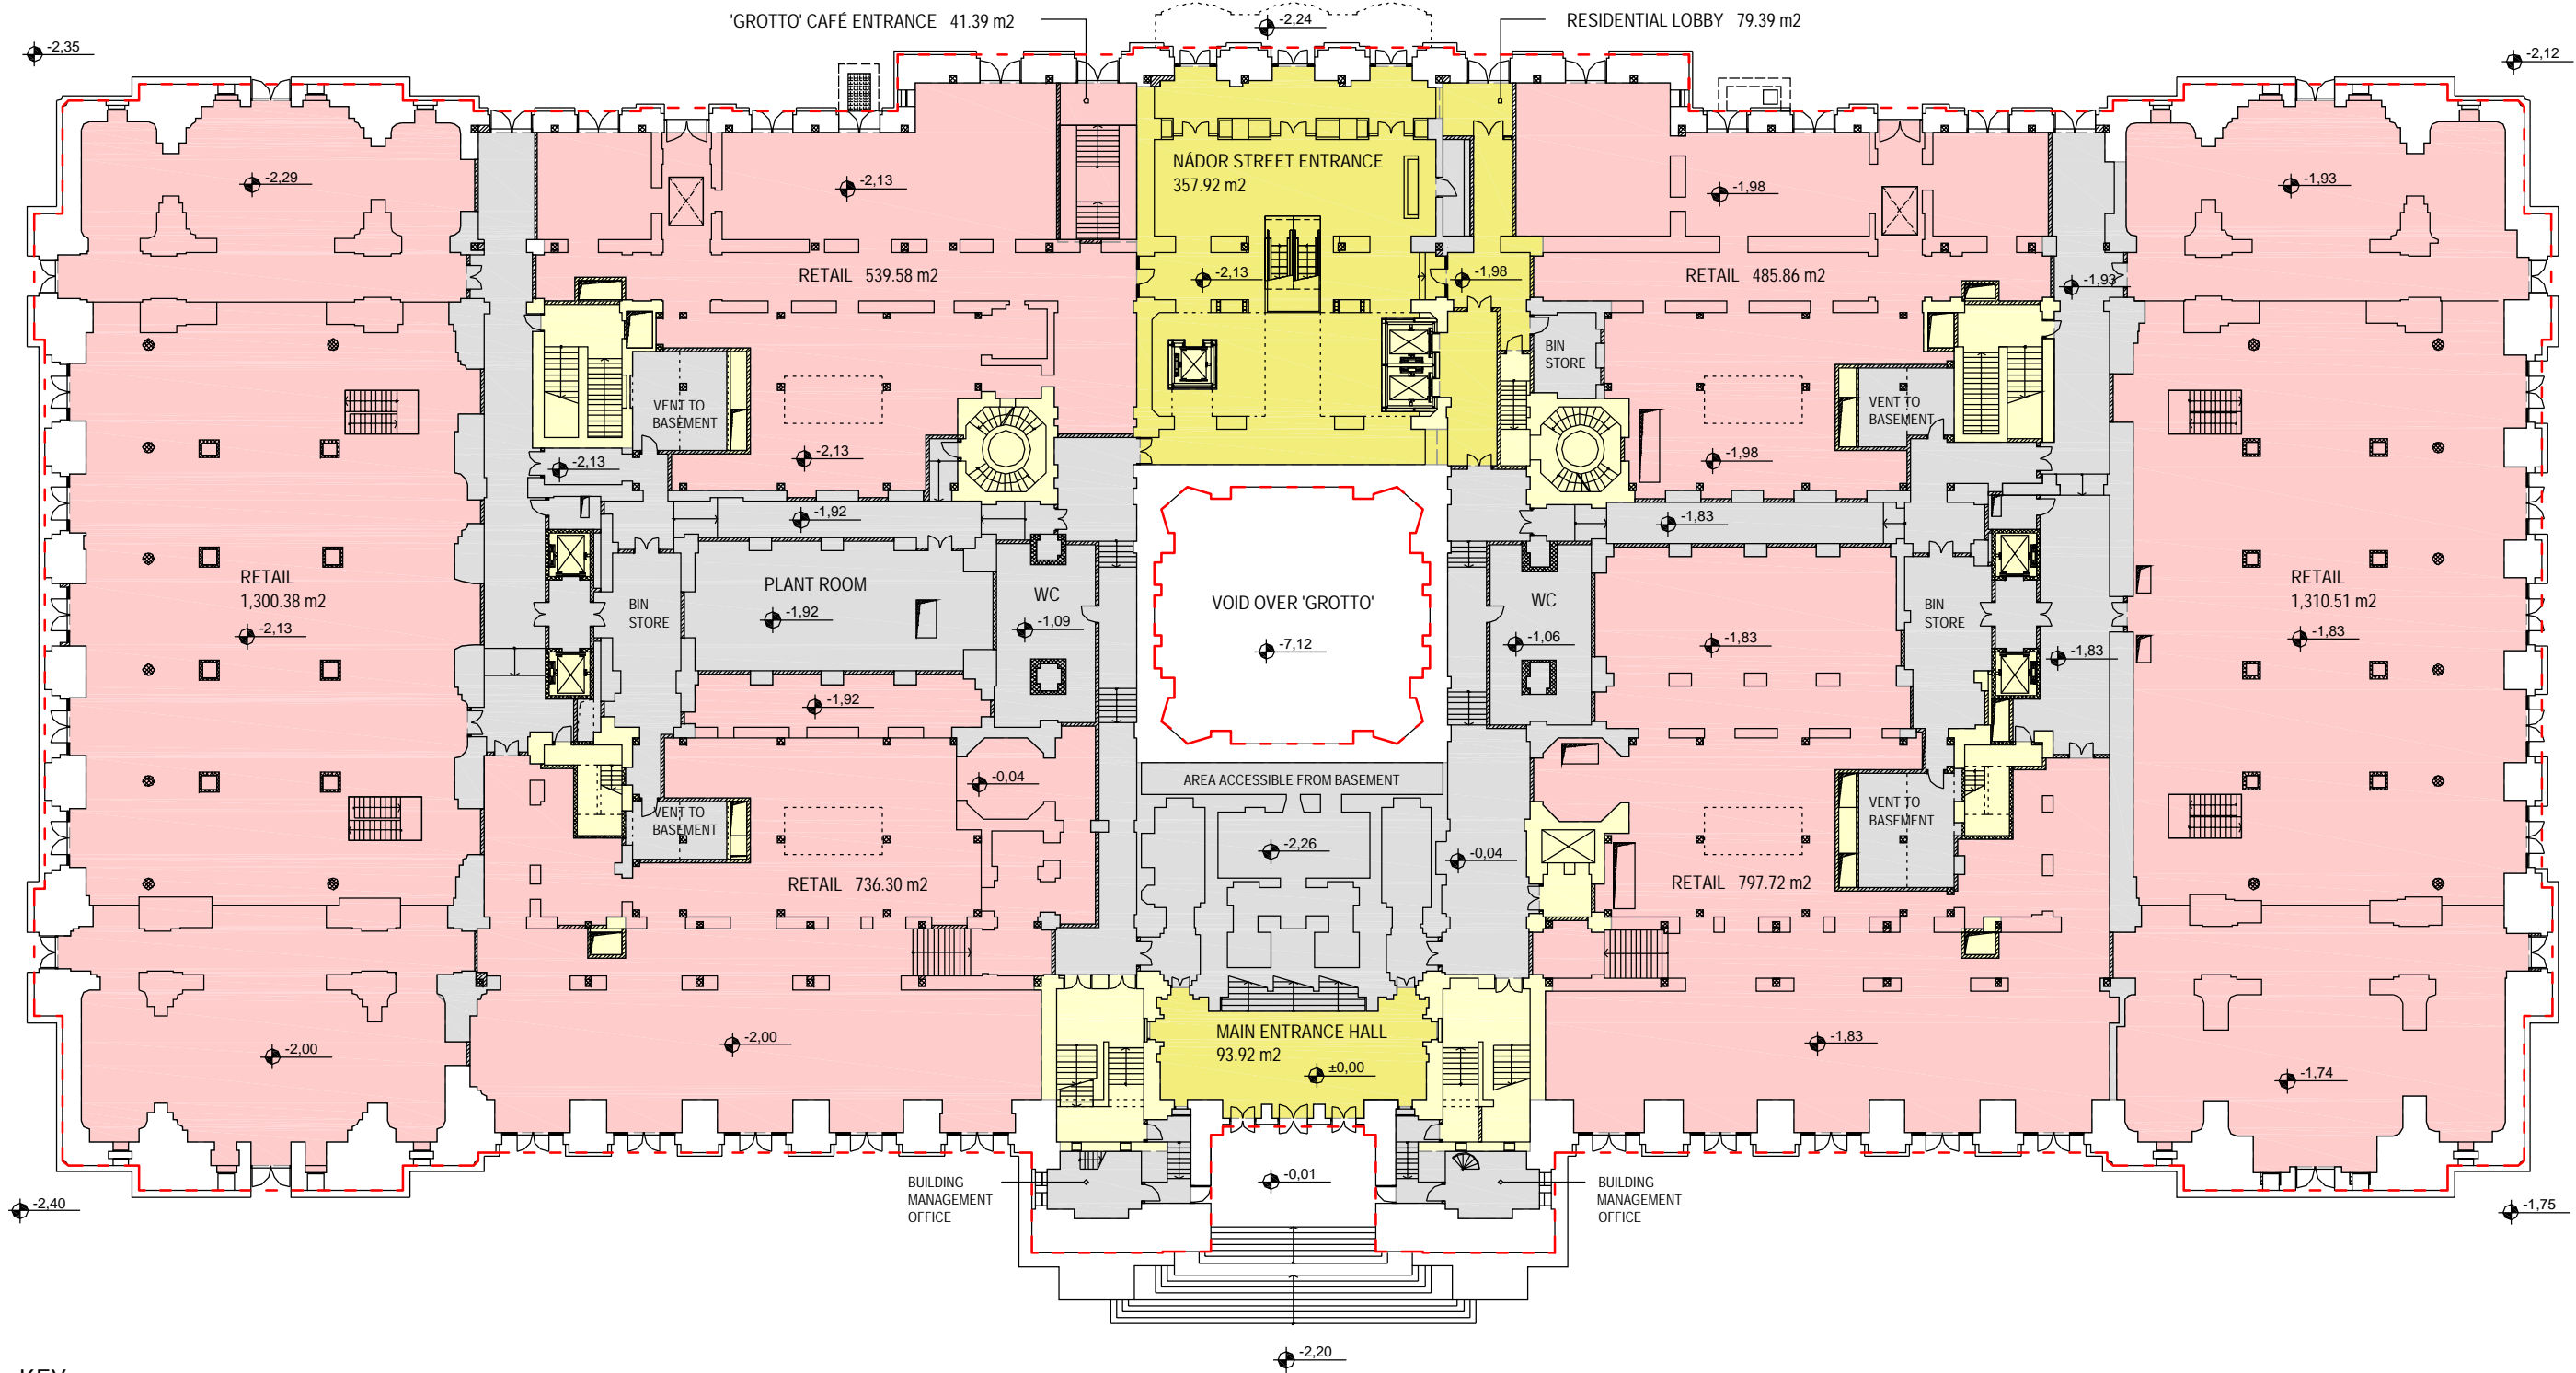 'GROTTO' CAFÉ ENTRANCE 41.39 m2
-2,24
RESIDENTIAL LOBBY 79.39 m2
-2,35
-2,12
NÁDOR STREET ENTRANCE
357.92 m2
-2,29
-2,13
-1,98
-1,93
RETAIL 539.58 m2
-2,13
-1,98
RETAIL 485.86 m2
-1,93
BIN
STORE
VENT TO
BASEMENT
VENT TO
BASEMENT
-2,13
-2,13
-1,98
-1,92
-1,83
RETAIL
1,300.38 m2
-2,13
BIN
STORE
PLANT ROOM
-1,92
WC
-1,09
VOID OVER 'GROTTO'
-7,12
WC
-1,06
-1,83
BIN
STORE
-1,83
RETAIL
1,310.51 m2
-1,83
-1,92
-0,04
AREA ACCESSIBLE FROM BASEMENT
VENT TO
BASEMENT
VENT TO
BASEMENT
-2,26
-0,04
RETAIL 736.30 m2
RETAIL 797.72 m2
MAIN ENTRANCE HALL
93.92 m2
±0,00
-2,00
-2,00
-1,83
-1,74
BUILDING
MANAGEMENT
OFFICE
-0,01
BUILDING
MANAGEMENT
OFFICE
-2,40
-1,75
-2,20
KEY